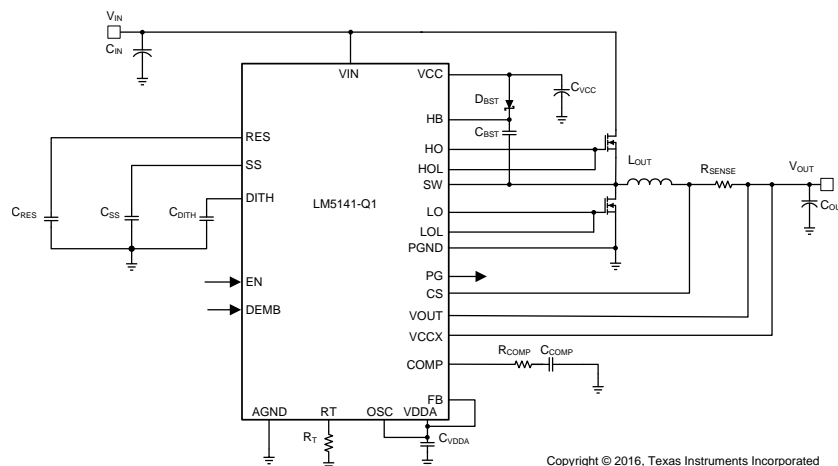 VIN
CIN
VIN
VCC
CVCC
DBST
HB
CBST
RES
HO
HOL
LOUT
RSENSE
VOUT
SS
SW
DITH
LM5141-Q1
LO
CRES
CSS
CDITH
LOL
PGND
EN
PG
CS
DEMB
VOUT
VCCX
COMP
RCOMP
CCOMP
FB
AGND
RT
OSC
VDDA
RT
CVDDA
Copyright © 2016, Texas Instruments Incorporated